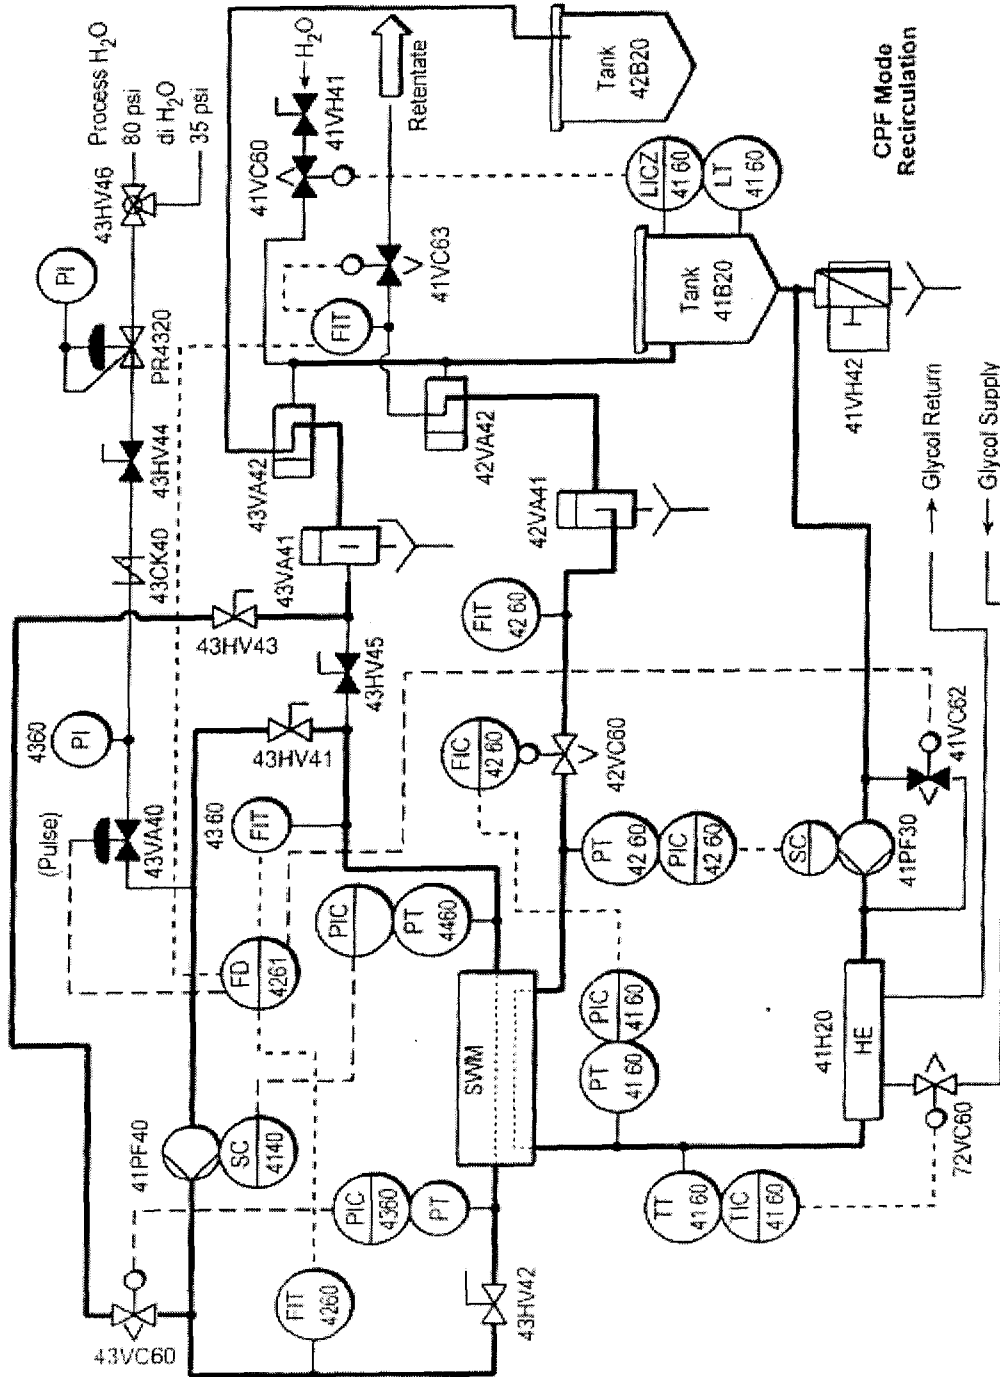 Process H2O
80 psi
di H2O
35 psi
43HV46
PI
PR4320
43HV44
43CK40
PI
4360
(Pulse)
43VA40
H2O
41VH41
41VC60
Retentate
41VC63
FIT
Tank
42B20
CPF Mode
Recirculation
LICZ
41 60
LT
41 60
Tank
41B20
41VH42
43VA42
42VA42
43VA41
42VA41
43HV43
43HV45
43HV41
FIT
42 60
FIC
42 60
42VC60
Glycol Return
Glycol Supply
41VC62
43 60
FIT
FD
4261
PIC
PT
4460
PT
42 60
PIC
42 60
SC
41PF30
41PF40
SC
4140
SWM
PIC
41 60
PT
41 60
41H20
HE
72VC60
PIC
4360
PT
TT
41 60
TIC
41 60
43VC60
FIT
4260
43HV42